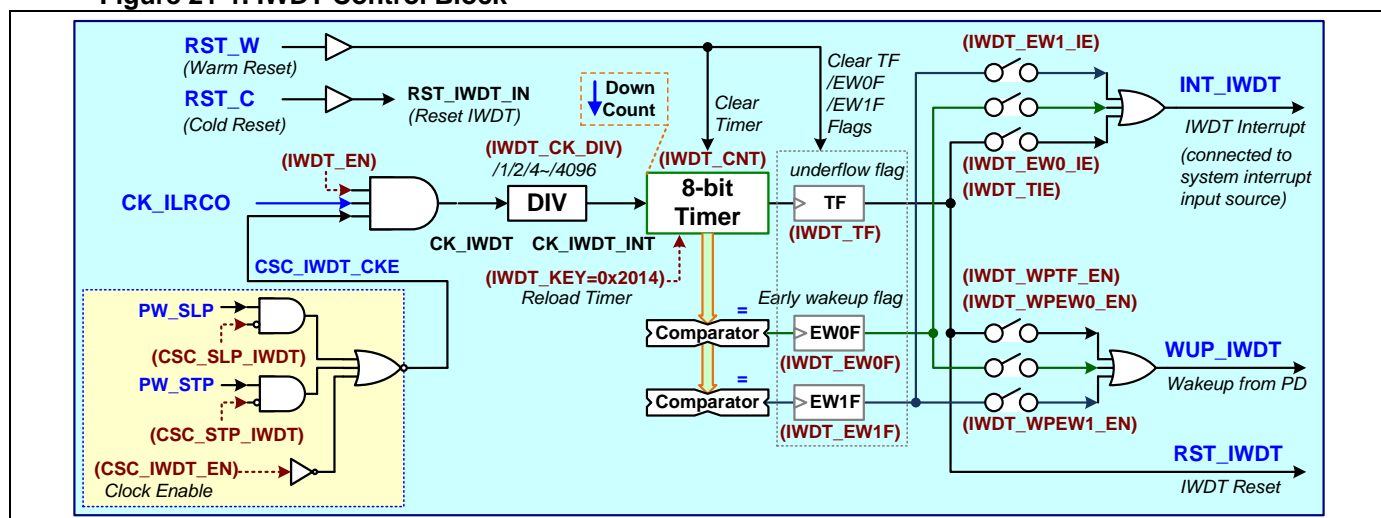 Figure 21-1. IWDT Control Block
RST_W
(Warm Reset)
RST_C
(Cold Reset)
RST_IWDT_IN
(Reset IWDT)
Down
Count
Clear
Timer
Clear TF
/EW0F
/EW1F
Flags
(IWDT_EW1_IE)
(IWDT_EW0_IE)
(IWDT_TIE)
INT_IWDT
IWDT Interrupt
(connected to
system interrupt
input source)
(IWDT_EN)
CK_ILRCO
(IWDT_CK_DIV)
/1/2/4~/4096
DIV
CK_IWDT
CK_IWDT_INT
(IWDT_CNT)
8-bit
Timer
underflow flag
TF
(IWDT_TF)
(IWDT_KEY=0x2014)
Reload Timer
CSC_IWDT_CKE
PW_SLP
(CSC_SLP_IWDT)
PW_STP
(CSC_STP_IWDT)
(CSC_IWDT_EN)
Clock Enable
Early wakeup flag
=
Comparator
EW0F
(IWDT_EW0F)
=
Comparator
EW1F
(IWDT_EW1F)
(IWDT_WPTF_EN)
(IWDT_WPEW0_EN)
(IWDT_WPEW1_EN)
WUP_IWDT
Wakeup from PD
RST_IWDT
IWDT Reset